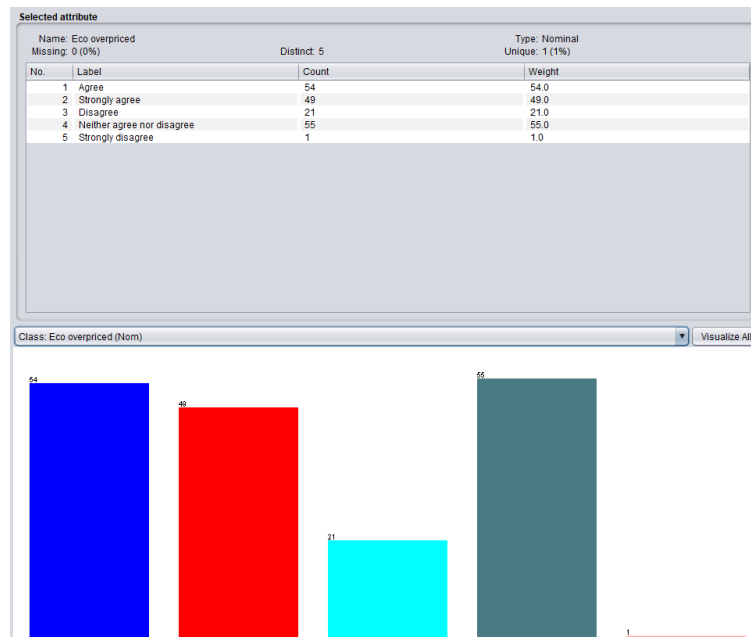 Selected attribute
Name: Eco overpriced Type: Nominal
Missing: 0 (0%) Distinct: 5 Unique: 1 (1%)
No. Label Count Weight
1 Agree 54 54.0
2 Strongly agree 49 49.0
3 Disagree 21 21.0
4 Neither agree nor disagree 55 55.0
5 Strongly disagree 1 1.0
Class: Eco overpriced (Nom) Visualize All
54
49
21
55
1